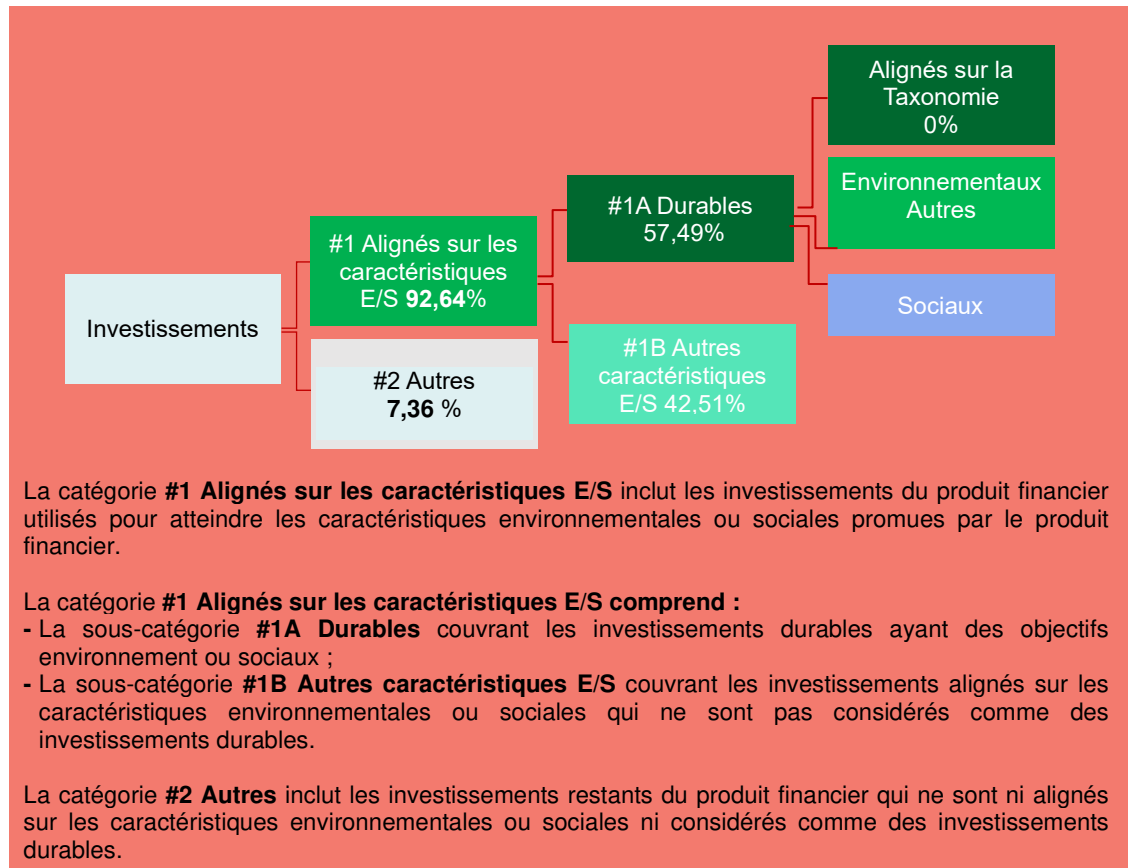 Alignés sur la
Taxonomie
0%
Environnementaux
Autres
#1A Durables
57,49%
#1 Alignés sur les
caractéristiques
E/S 92,64%
Sociaux
Investissements
#1B Autres
caractéristiques
E/S 42,51%
#2 Autres
7,36 %
La catégorie #1 Alignés sur les caractéristiques E/S inclut les investissements du produit financier
utilisés pour atteindre les caractéristiques environnementales ou sociales promues par le produit
financier.
La catégorie #1 Alignés sur les caractéristiques E/S comprend :
- La sous-catégorie #1A Durables couvrant les investissements durables ayant des objectifs
environnement ou sociaux ;
- La sous-catégorie #1B Autres caractéristiques E/S couvrant les investissements alignés sur les
caractéristiques environnementales ou sociales qui ne sont pas considérés comme des
investissements durables.
La catégorie #2 Autres inclut les investissements restants du produit financier qui ne sont ni alignés
sur les caractéristiques environnementales ou sociales ni considérés comme des investissements
durables.